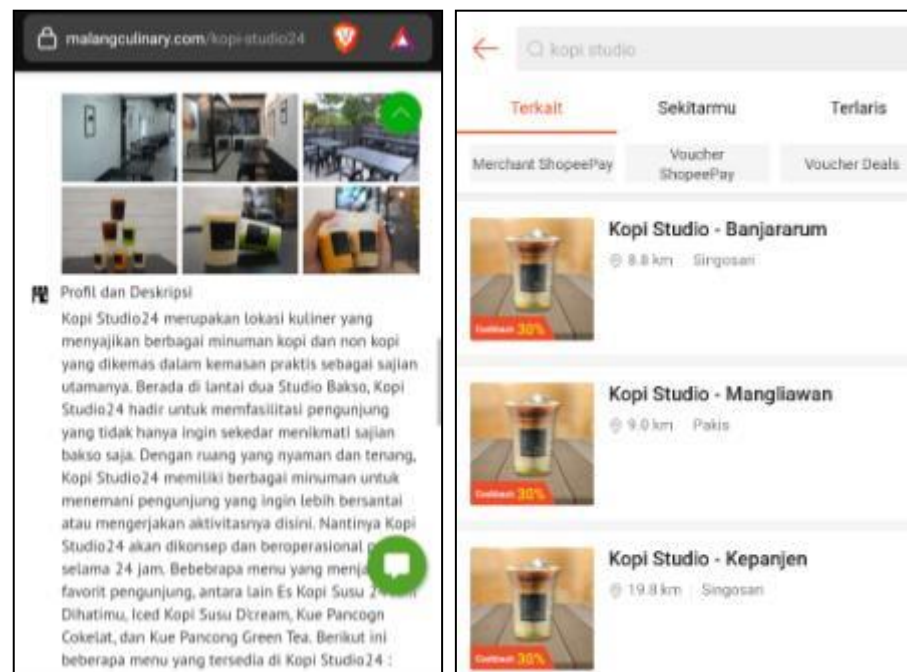 malangculinary.com/kopi-studio24
Profil dan Deskripsi
Kopi Studio24 merupakan lokasi kuliner yang
menyajikan berbagai minuman kopi dan non kopi
yang dikemas dalam kemasan praktis sebagai sajian
utamanya. Berada di lantai dua Studio Bakso, Kopi
Studio24 hadir untuk memfasilitasi pengunjung
yang tidak hanya ingin sekedar menikmati sajian
bakso saja. Dengan ruang yang nyaman dan tenang,
Kopi Studio24 memiliki berbagai minuman untuk
menemani pengunjung yang ingin lebih bersantai
atau mengerjakan aktivitasnya disini. Nantinya Kopi
Studio24 akan dikonsep dan beroperasional
selama 24 jam. Bebebrapa menu yang
favorit pengunjung, antara lain Es Kopi Susu
Dihatimu, Iced Kopi Susu D'cream, Kue Pancogn
Cokelat, dan Kue Pancong Green Tea. Berikut ini
beberapa menu yang tersedia di Kopi Studio24 :
kopi studio
Terkait Sekitarmu Terlaris
Merchant ShopeePay Voucher ShopeePay Voucher Deals
Kopi Studio - Banjararum
8.8 km Singosari
Cashback 30%
Kopi Studio - Mangliawan
9.0 km Pakis
Cashback 30%
Kopi Studio - Kepanjen
19.8 km Singosari
Cashback 30%